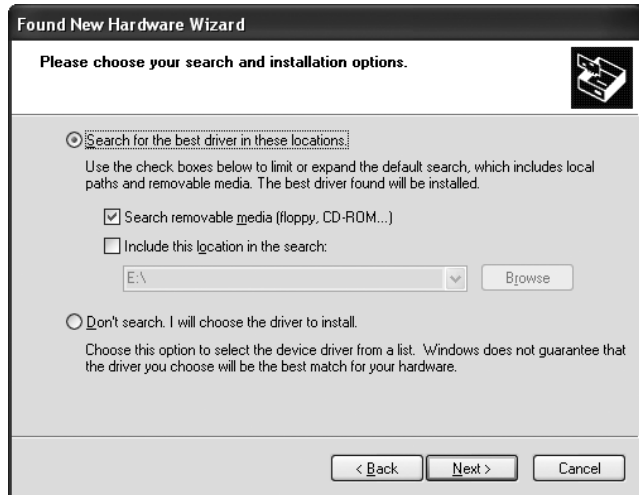 Found New Hardware Wizard
Please choose your search and installation options.
Search for the best driver in these locations.
Use the check boxes below to limit or expand the default search, which includes local
paths and removable media. The best driver found will be installed.
Search removable media (floppy, CD-ROM...)
Include this location in the search:
E:\
Browse
Don't search. I will choose the driver to install.
Choose this option to select the device driver from a list.  Windows does not guarantee that
the driver you choose will be the best match for your hardware.
< Back
Next >
Cancel